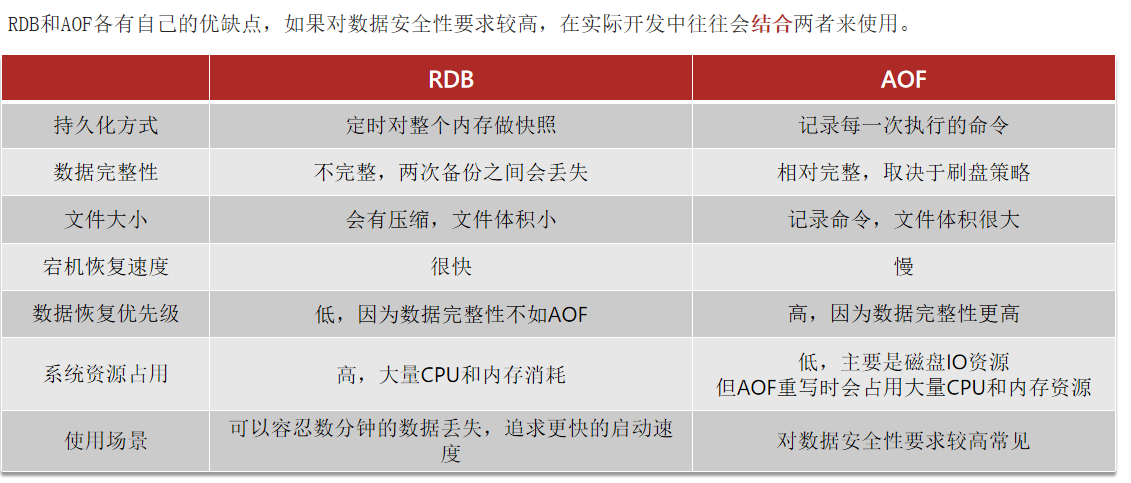 RDB和AOF各有自己的优缺点，如果对数据安全性要求较高，在实际开发中往往会结合两者来使用。
RDB AOF
持久化方式 定时对整个内存做快照 记录每一次执行的命令
数据完整性 不完整，两次备份之间会丢失 相对完整，取决于刷盘策略
文件大小 会有压缩，文件体积小 记录命令，文件体积很大
宕机恢复速度 很快 慢
数据恢复优先级 低，因为数据完整性不如AOF 高，因为数据完整性更高
系统资源占用 高，大量CPU和内存消耗 低，主要是磁盘IO资源
但AOF重写时会占用大量CPU和内存资源
使用场景 可以容忍数分钟的数据丢失，追求更快的启动速 对数据安全性要求较高常见
度